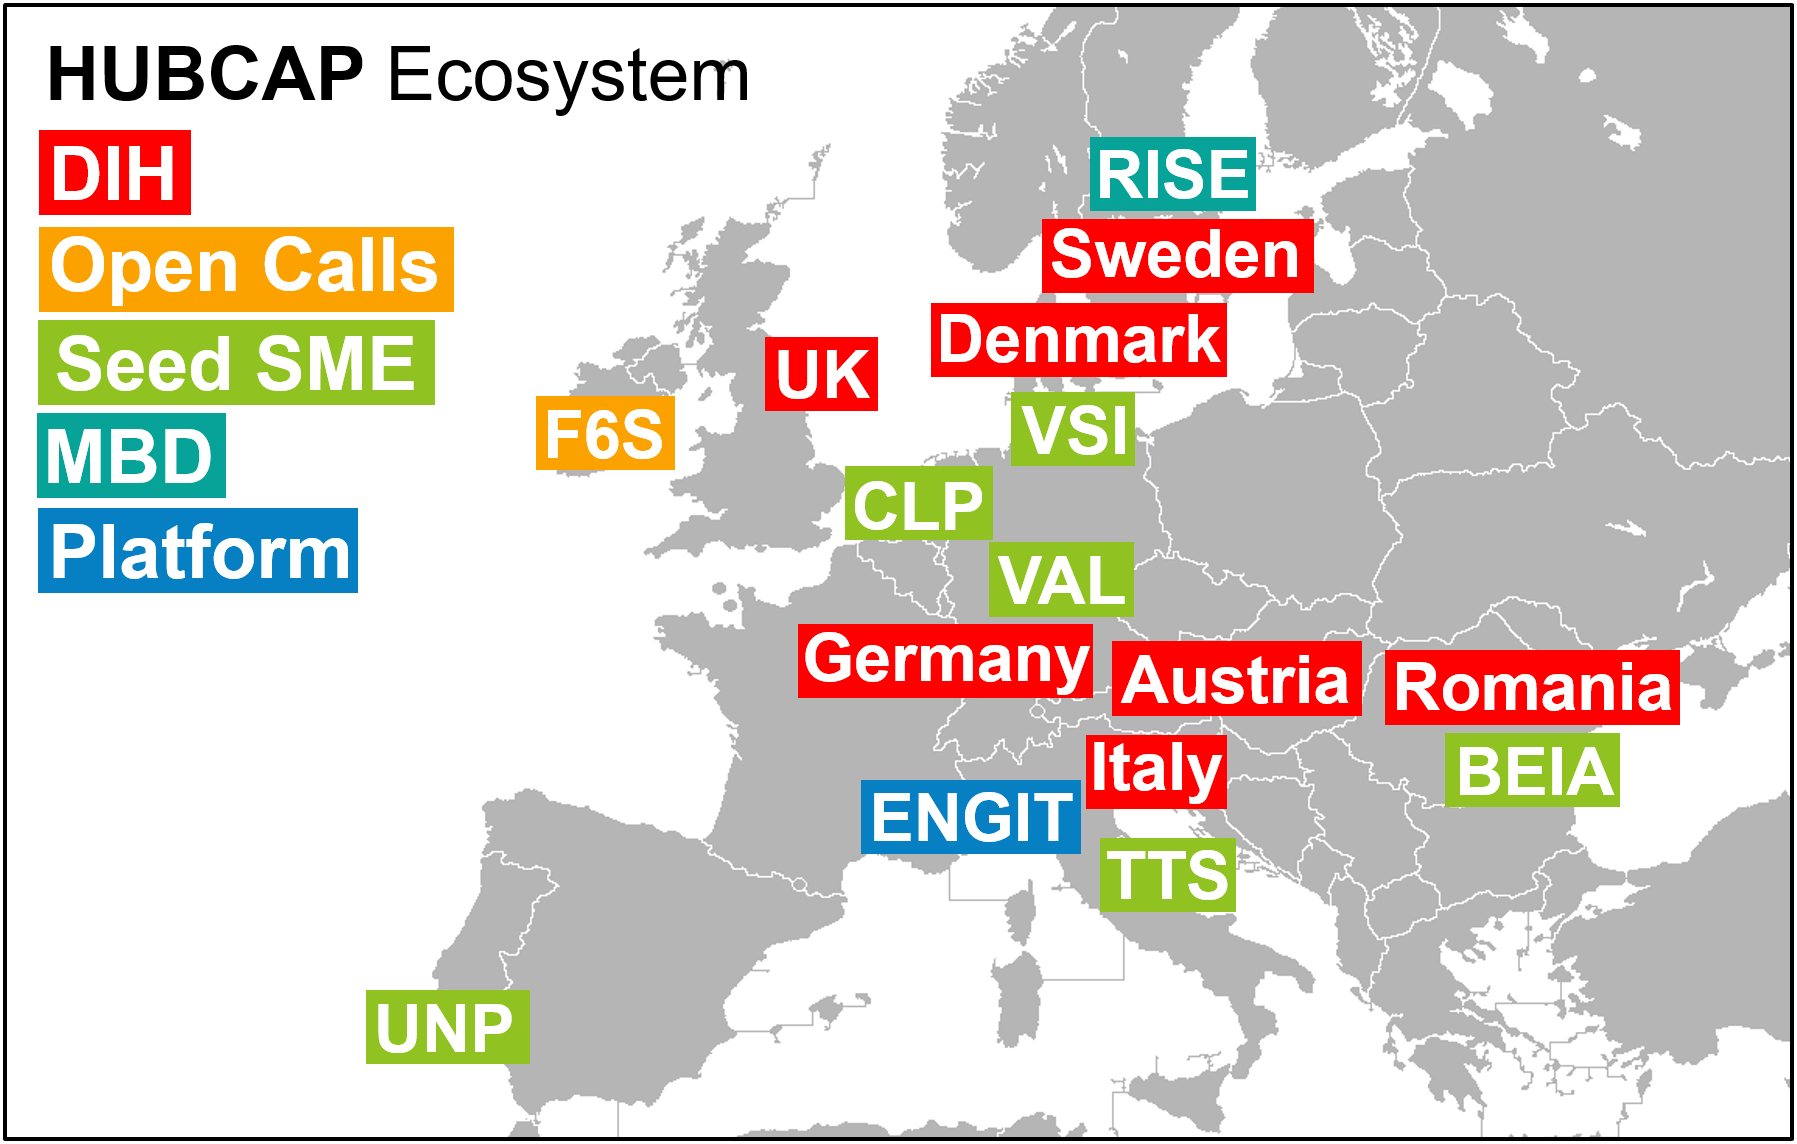 HUBCAP Ecosystem
DIH
Open Calls
Seed SME
MBD
Platform
RISE
Sweden
Denmark
UK
VSI
F6S
CLP
VAL
Germany
Austria
Romania
Italy
BEIA
ENGIT
TTS
UNP